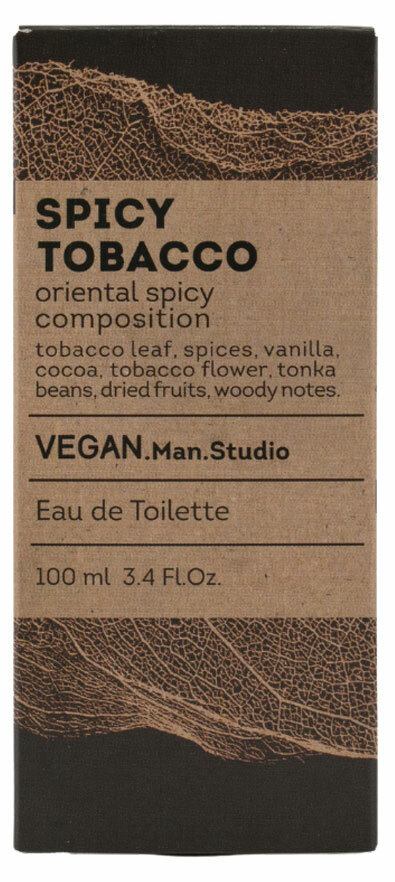 SPICY
TOBACCO
oriental spicy
composition
tobacco leaf, spices, vanilla,
cocoa, tobacco flower, tonka
beans, dried fruits, woody notes.
VEGAN.Man.Studio
Eau de Toilette
100 ml 3.4 Fl.Oz.